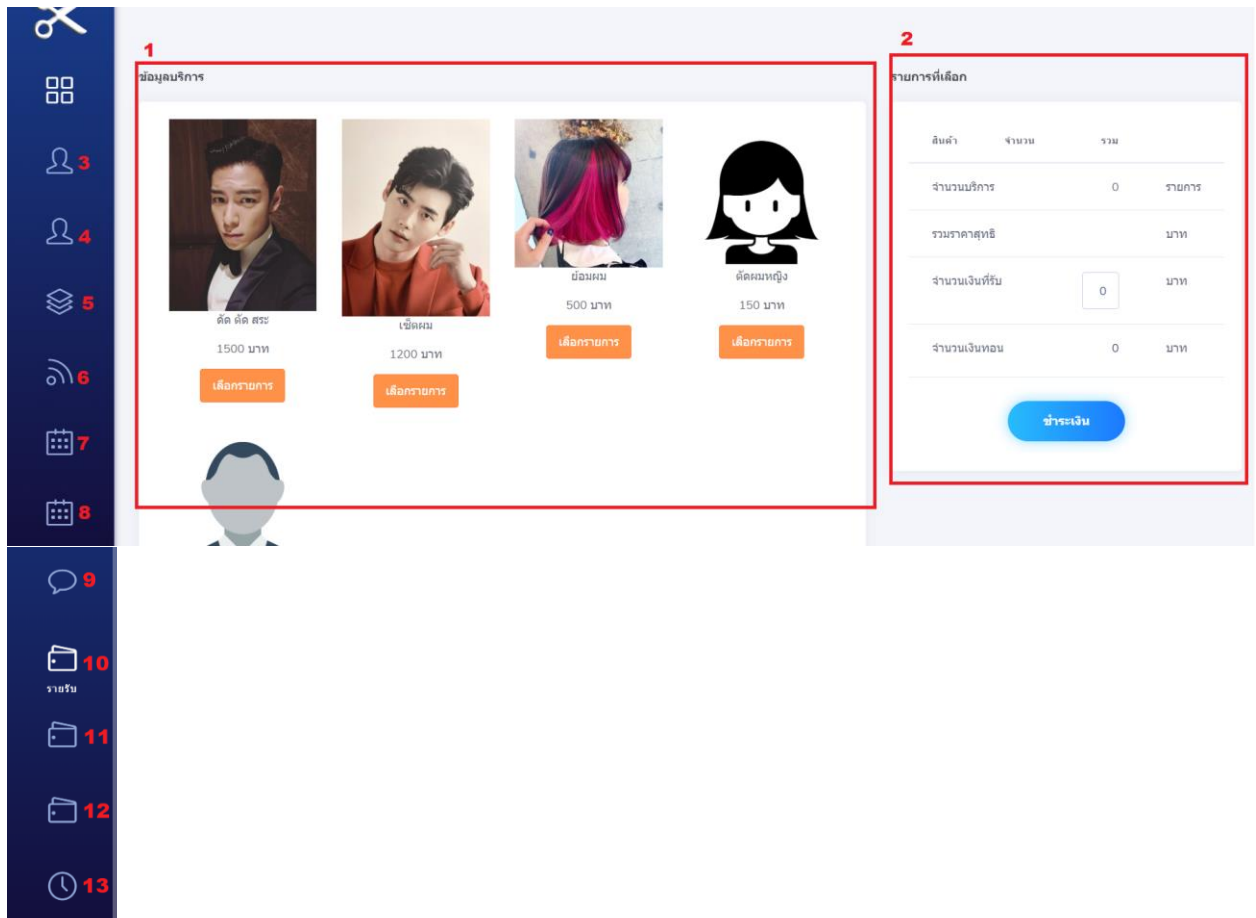 1
2
ข้อมูลบริการ
รายการที่เลือก
3
4
5
6
7
8
ดัด ตัด สระ
1500 บาท
เลือกรายการ
เซ็ตผม
1200 บาท
เลือกรายการ
ย้อมผม
500 บาท
เลือกรายการ
ตัดผมหญิง
150 บาท
เลือกรายการ
สินค้า จำนวน รวม
จำนวนบริการ 0 รายการ
รวมราคาสุทธิ บาท
จำนวนเงินที่รับ 0 บาท
จำนวนเงินทอน 0 บาท
ชำระเงิน
9
10
รายรับ
11
12
13